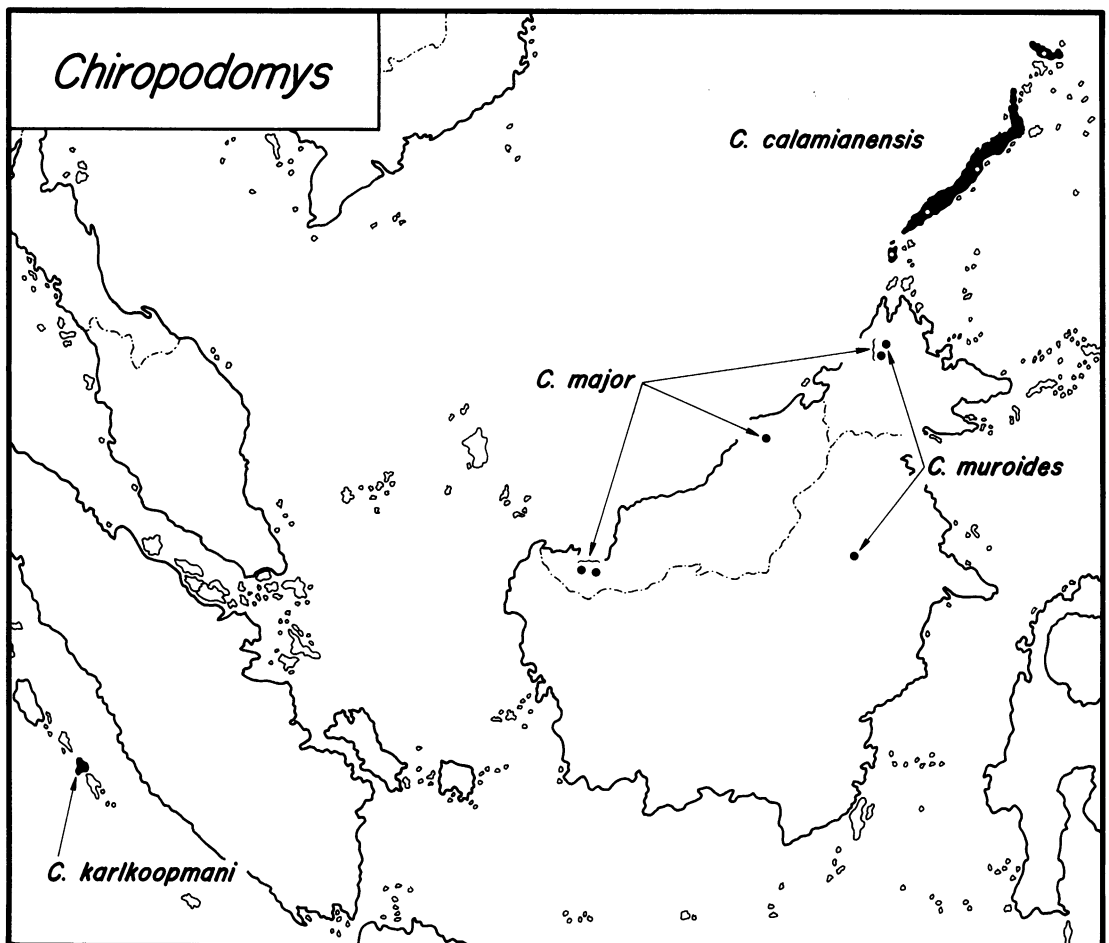 Chiropodomys
C. calamianensis
C. major
C. muroides
C. karlkoopmani